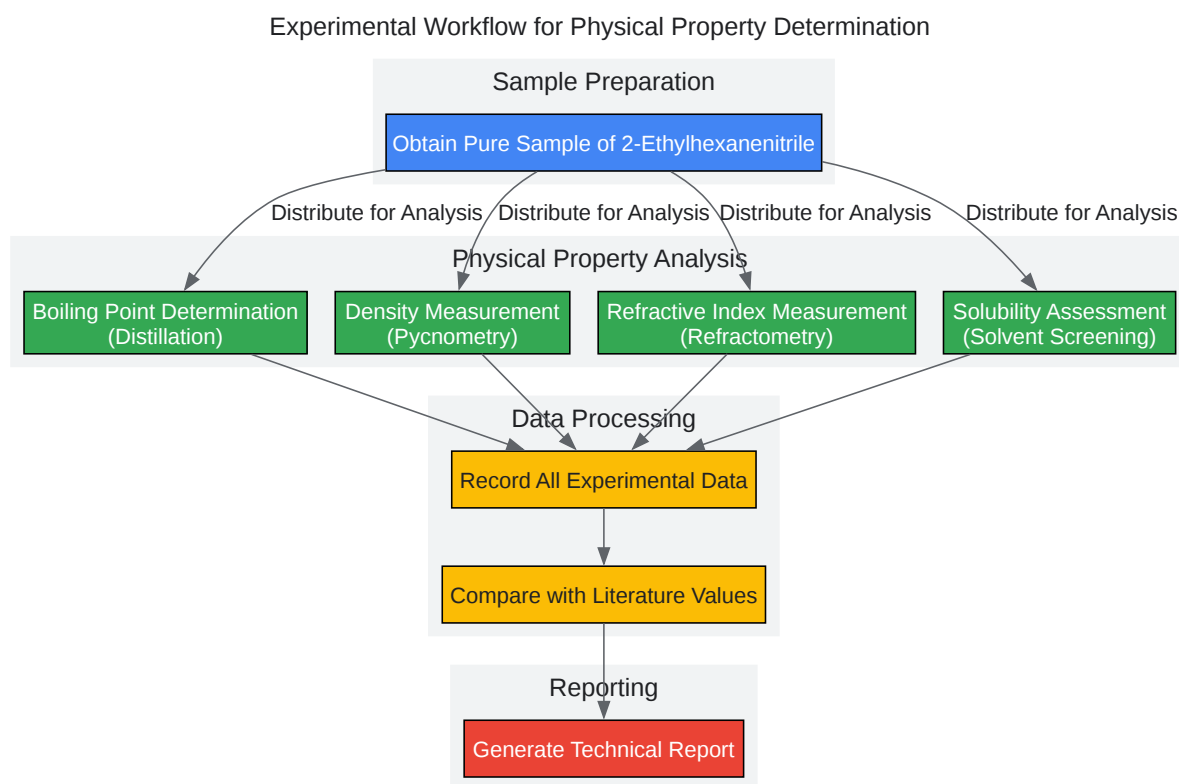 Experimental Workflow for Physical Property Determination
Sample Preparation
Obtain Pure Sample of 2-Ethylhexanenitrile
Distribute for Analysis
Distribute for Analysis
Distribute for Analysis
Distribute for Analysis
Physical Property Analysis
Boiling Point Determination
(Distillation)
Density Measurement
(Pycnometry)
Refractive Index Measurement
(Refractometry)
Solubility Assessment
(Solvent Screening)
Data Processing
Record All Experimental Data
Compare with Literature Values
Reporting
Generate Technical Report